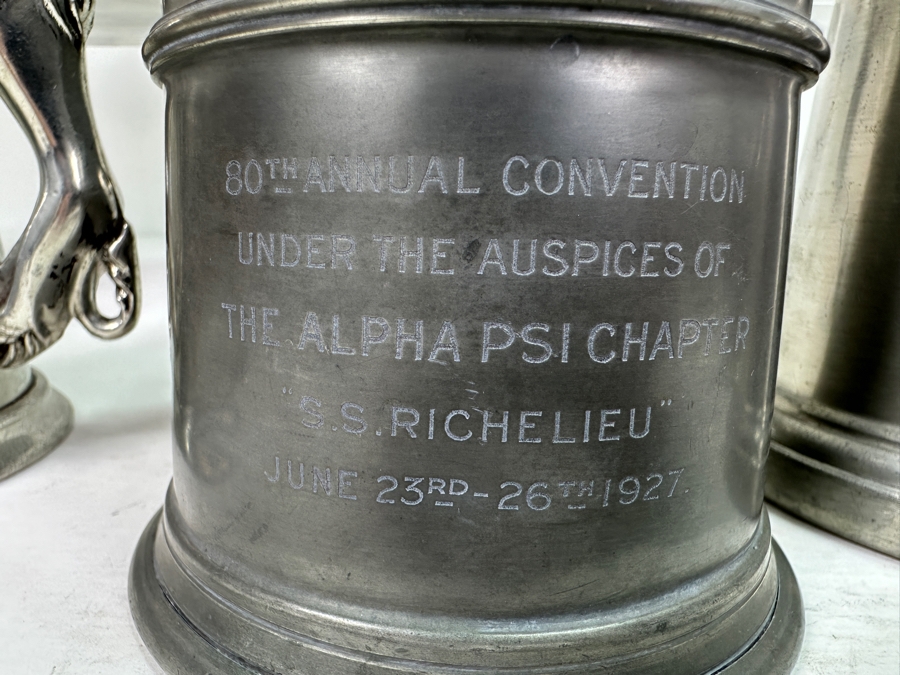 80TH ANNUAL CONVENTION
UNDER THE AUSPICES OF
THE ALPHA PSI CHAPTER
"S.S. RICHELIEU"
JUNE 23RD - 26TH 1927.